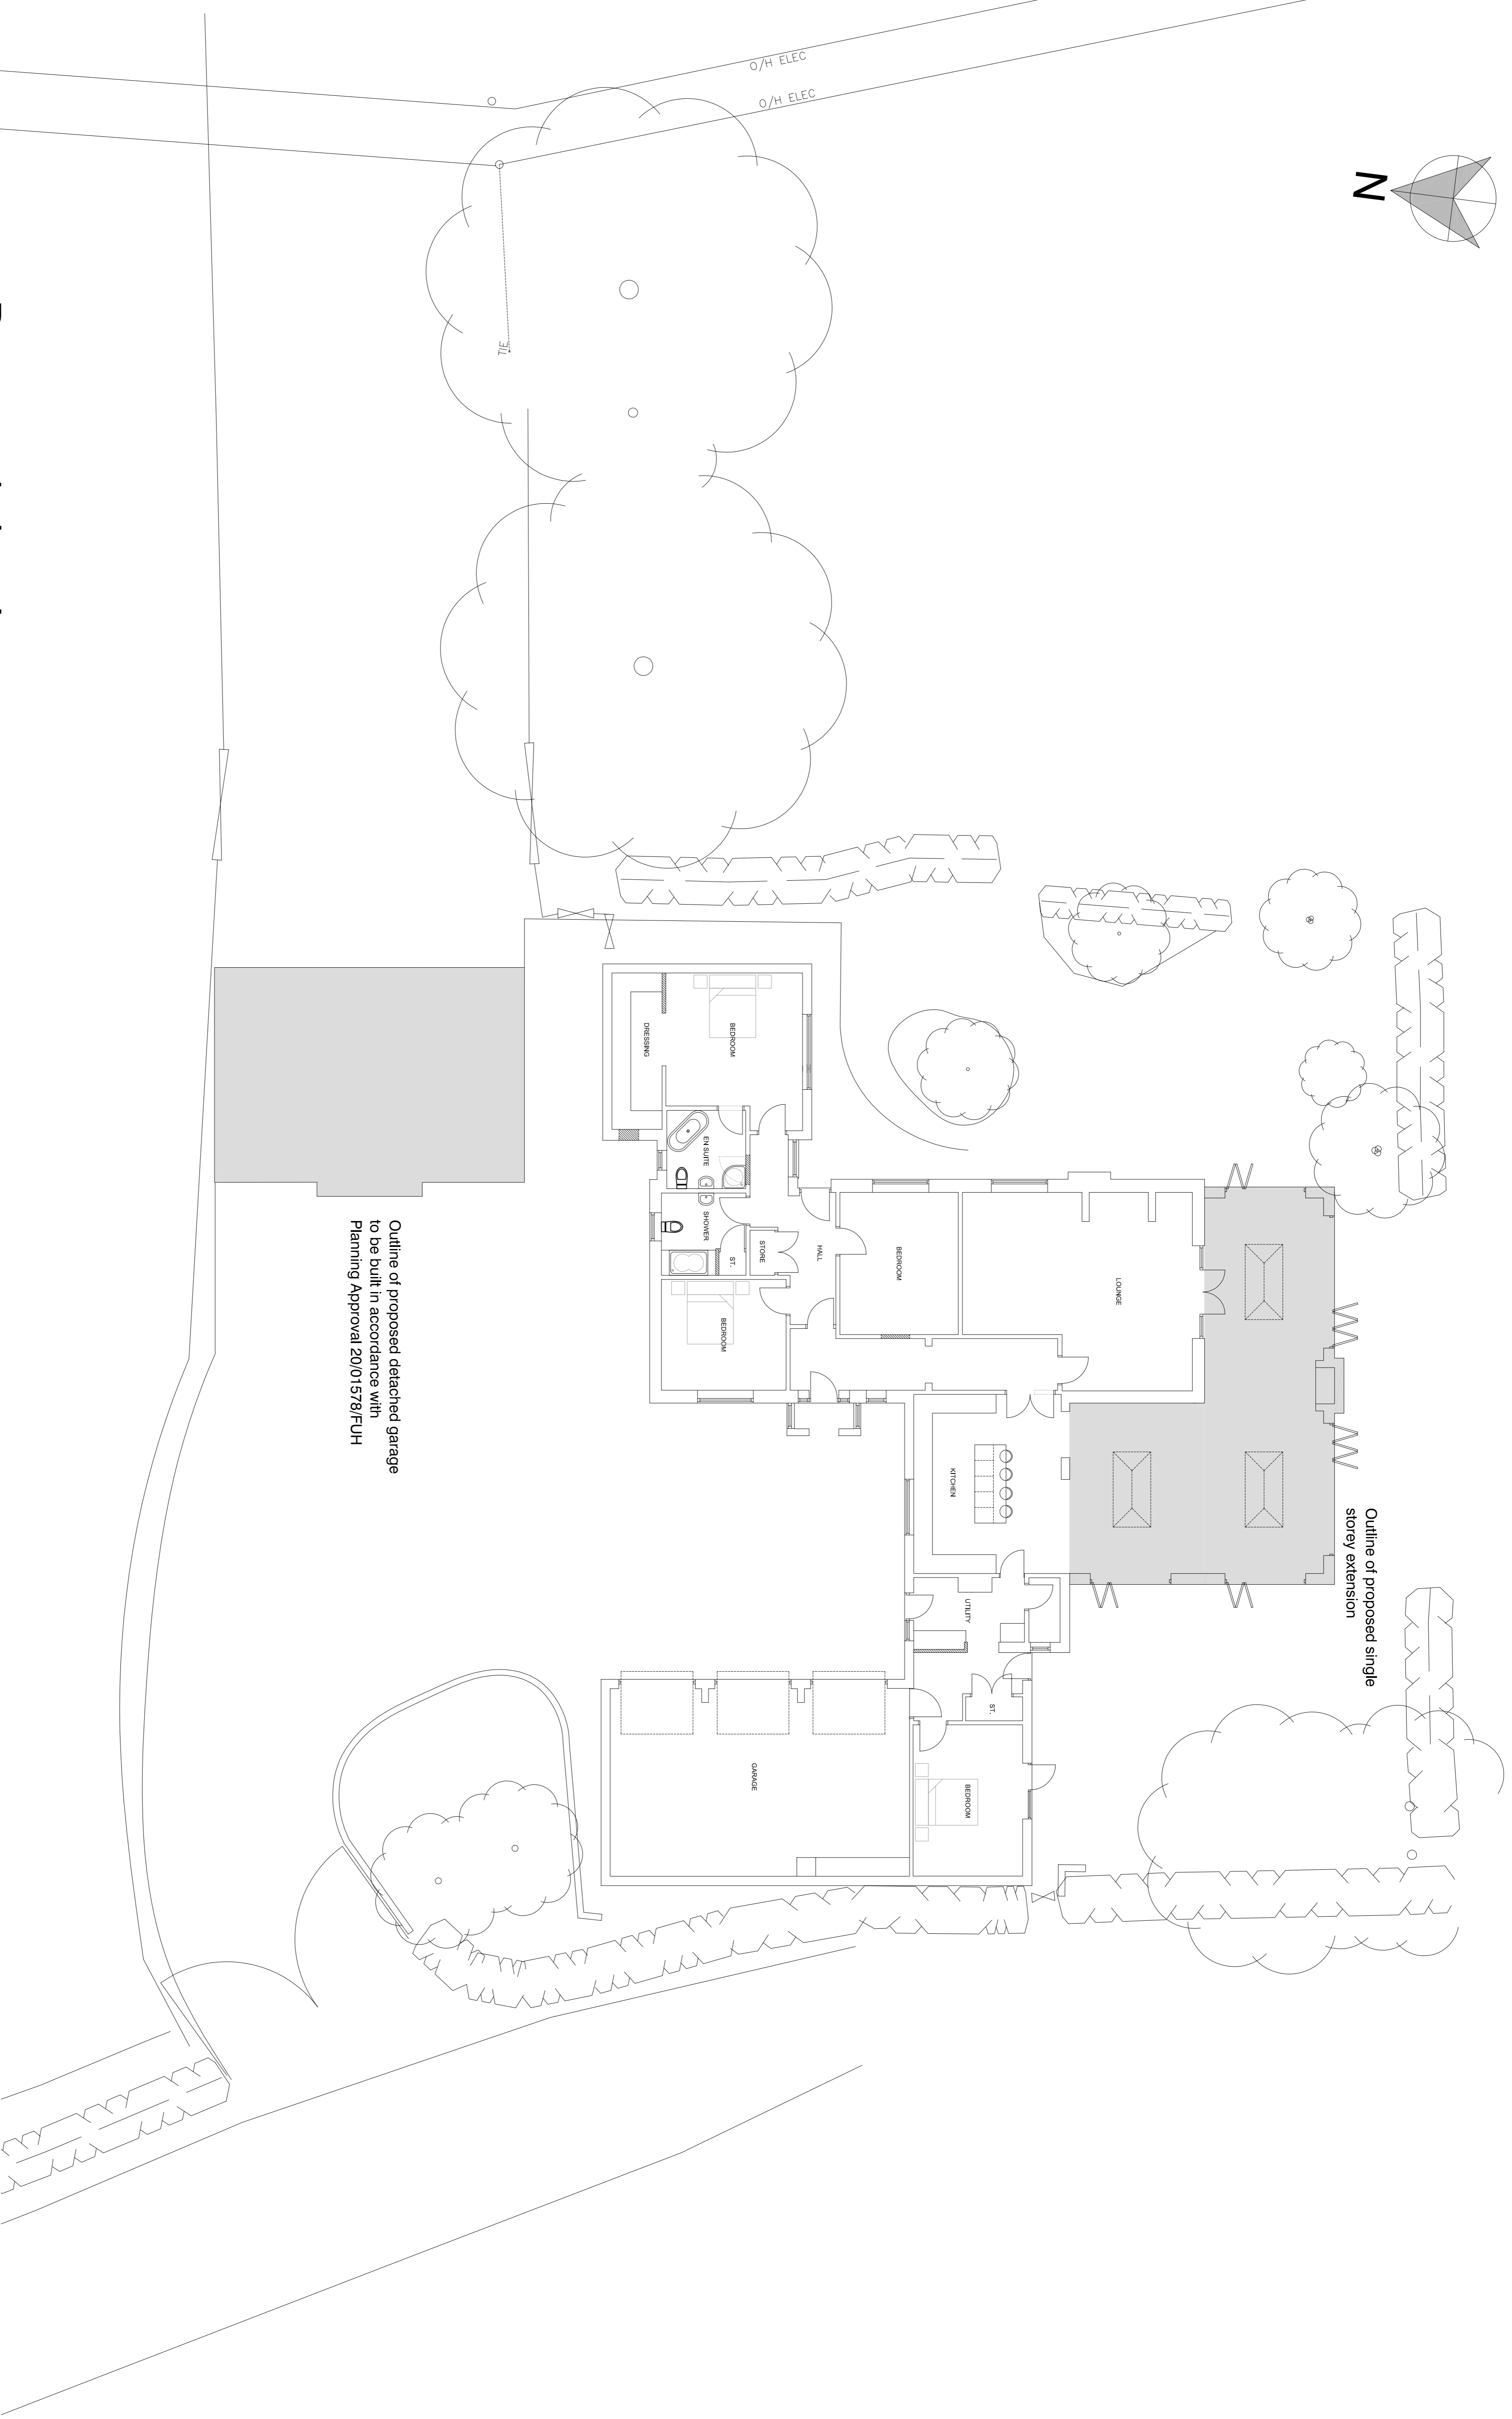 O/H ELEC
O/H ELEC
N
TIE
DRESSING
BEDROOM
EN SUITE
SHOWER
ST.
STORE
HALL
BEDROOM
LOUNGE
BEDROOM
KITCHEN
UTILITY
ST.
GARAGE
BEDROOM
Outline of proposed single
storey extension
Outline of proposed detached garage
to be built in accordance with
Planning Approval 20/01578/FUH